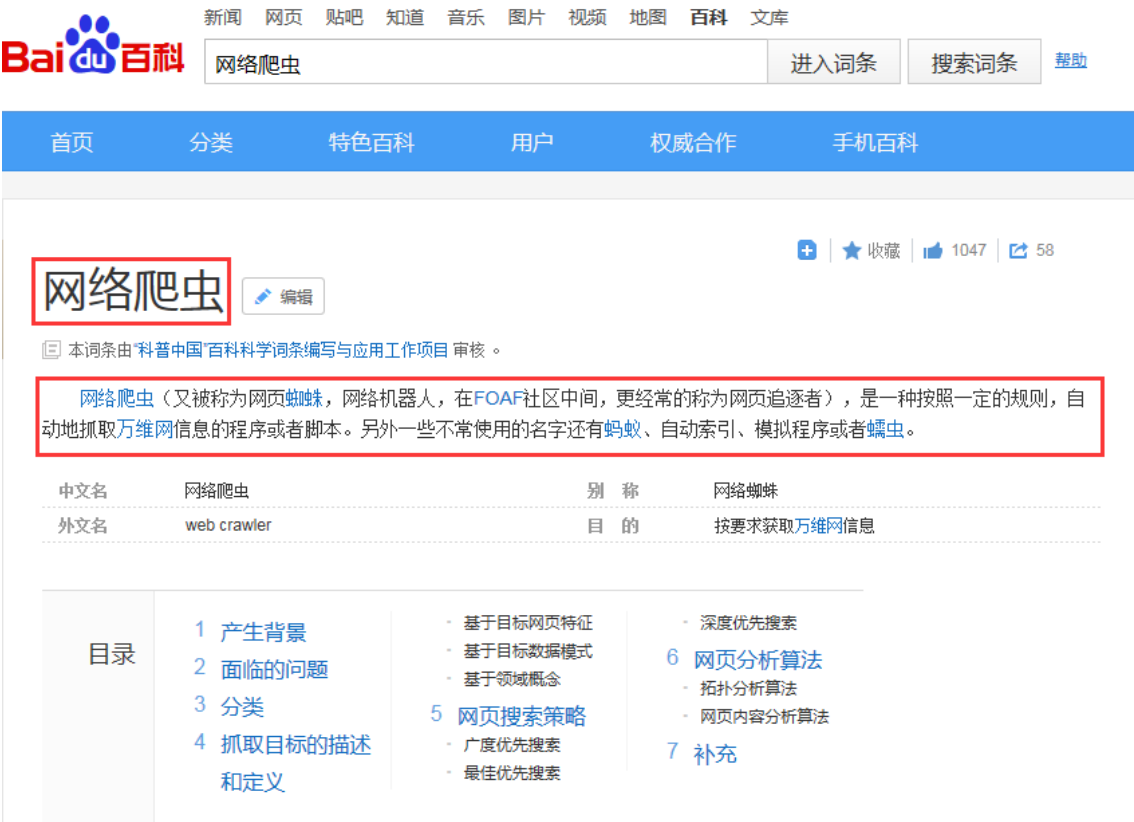 新闻 网页 贴吧 知道 音乐 图片 视频 地图 百科 文库
Bai du 百科
网络爬虫
进入词条 搜索词条 帮助
首页 分类 特色百科 用户 权威合作 手机百科
收藏 1047 58
网络爬虫 编辑
本词条由“科普中国”百科科学词条编写与应用工作项目 审核 。
网络爬虫（又被称为网页蜘蛛，网络机器人，在FOAF社区中间，更经常的称为网页追逐者），是一种按照一定的规则，自
动地抓取万维网信息的程序或者脚本。另外一些不常使用的名字还有蚂蚁、自动索引、模拟程序或者蠕虫。
中文名 网络爬虫 别 称 网络蜘蛛
外文名 web crawler 目 的 按要求获取万维网信息
目录
1 产生背景
2 面临的问题
3 分类
4 抓取目标的描述
和定义
基于目标网页特征
基于目标数据模式
基于领域概念
5 网页搜索策略
广度优先搜索
最佳优先搜索
深度优先搜索
6 网页分析算法
拓扑分析算法
网页内容分析算法
7 补充